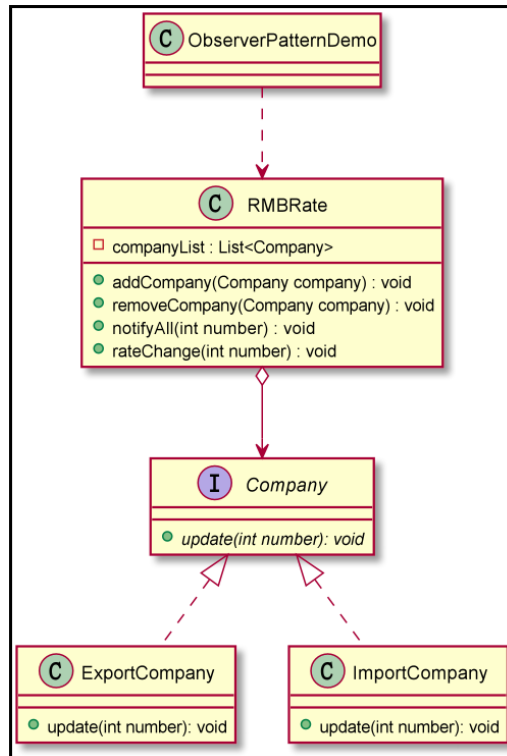 C ObserverPatternDemo
C RMBRate
companyList : List<Company>
addCompany(Company company) : void
removeCompany(Company company) : void
notifyAll(int number) : void
rateChange(int number) : void
I Company
update(int number): void
C ExportCompany
update(int number): void
C ImportCompany
update(int number): void